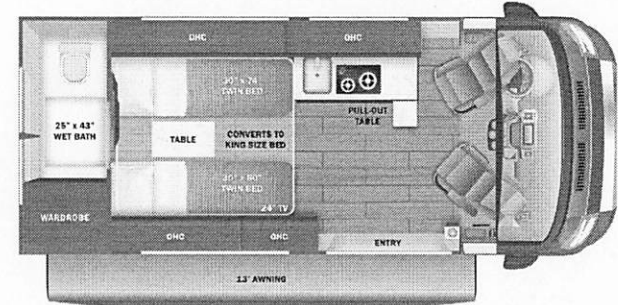 OHC
OHC
30" x 74"
TWIN BED
25" x 43"
WET BATH
TABLE
CONVERTS TO
KING SIZE BED
PULL-OUT
TABLE
30" x 80"
TWIN BED
24" TV
WARDROBE
OHC
OHC
ENTRY
13' AWNING